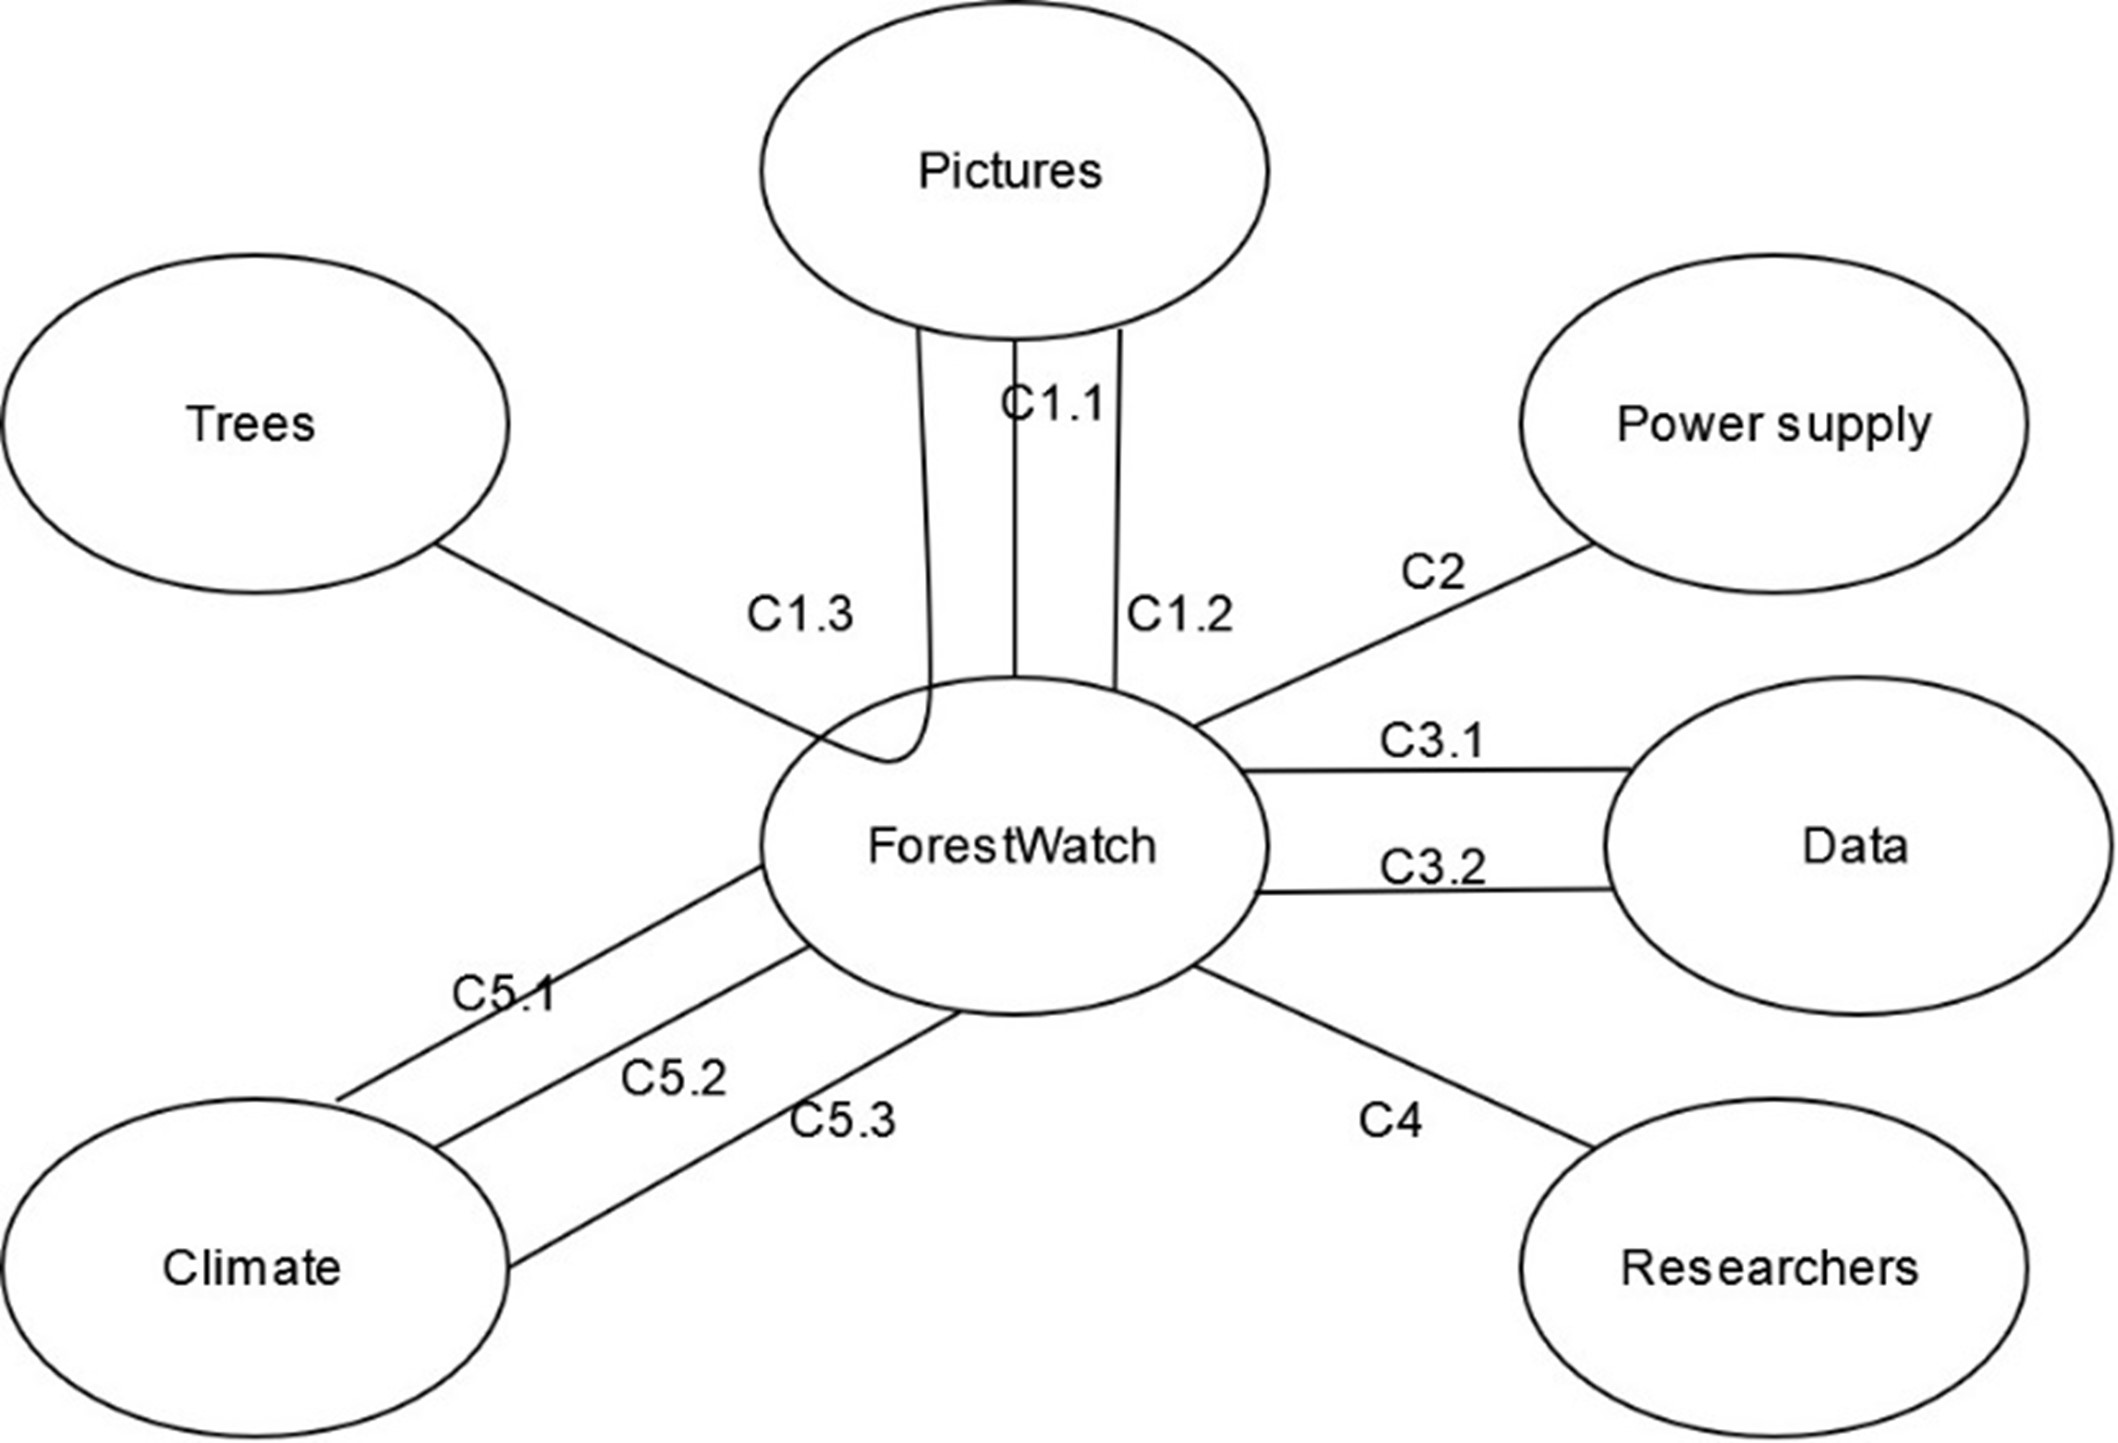 Pictures
Trees
Power supply
C1.1
C1.3
C1.2
C2
C3.1
ForestWatch
Data
C3.2
C5.1
C5.2
C5.3
C4
Climate
Researchers